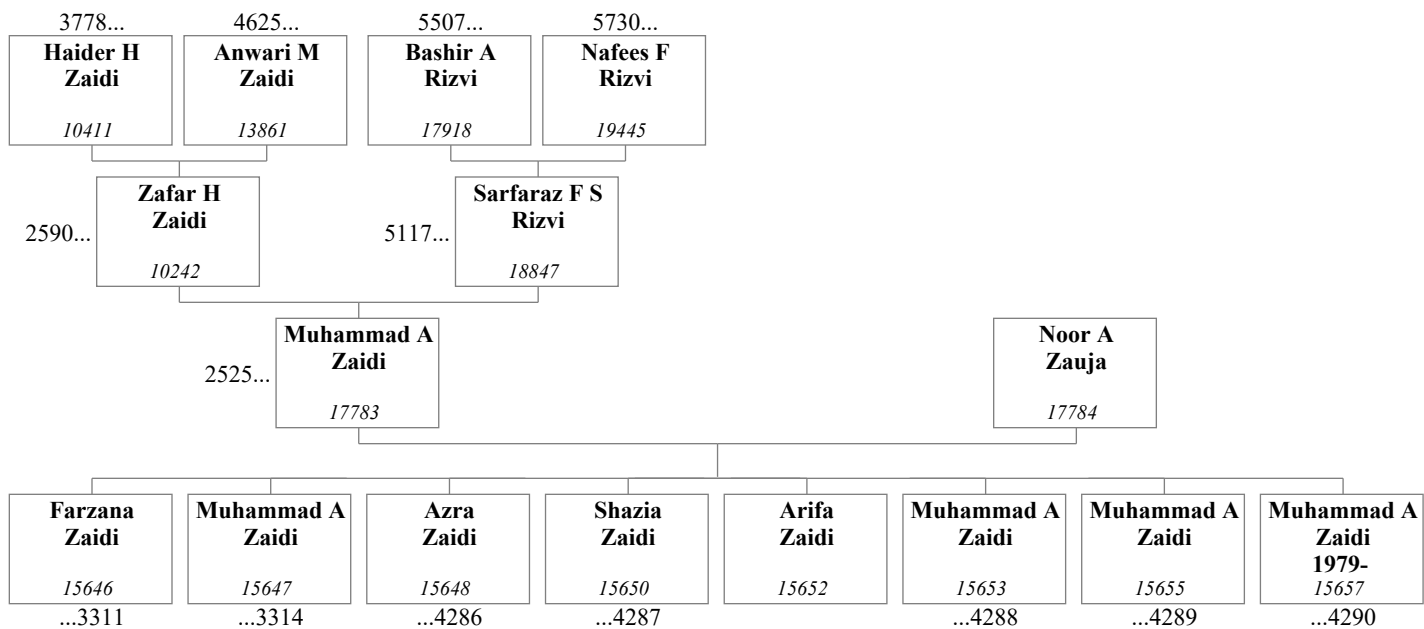 3778... 4625... 5507... 5730...
Haider H Anwari M Bashir A Nafees F
Zaidi Zaidi Rizvi Rizvi
10411 13861 17918 19445
Zafar H Sarfaraz F S
Zaidi Rizvi
2590... 5117...
10242 18847
Muhammad A Noor A
Zaidi Zauja
2525...
17783 17784
Farzana Muhammad A Azra Shazia Arifa Muhammad A Muhammad A Muhammad A
Zaidi Zaidi Zaidi Zaidi Zaidi Zaidi Zaidi Zaidi
1979-
15646 15647 15648 15650 15652 15653 15655 15657
...3311 ...3314 ...4286 ...4287 ...4288 ...4289 ...4290